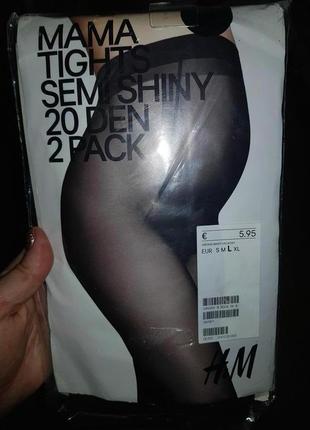 MAMA
TIGHTS
SEMI SHINY
20 DEN
2 PACK
€ 5.95
EUR S M L XL
H&M